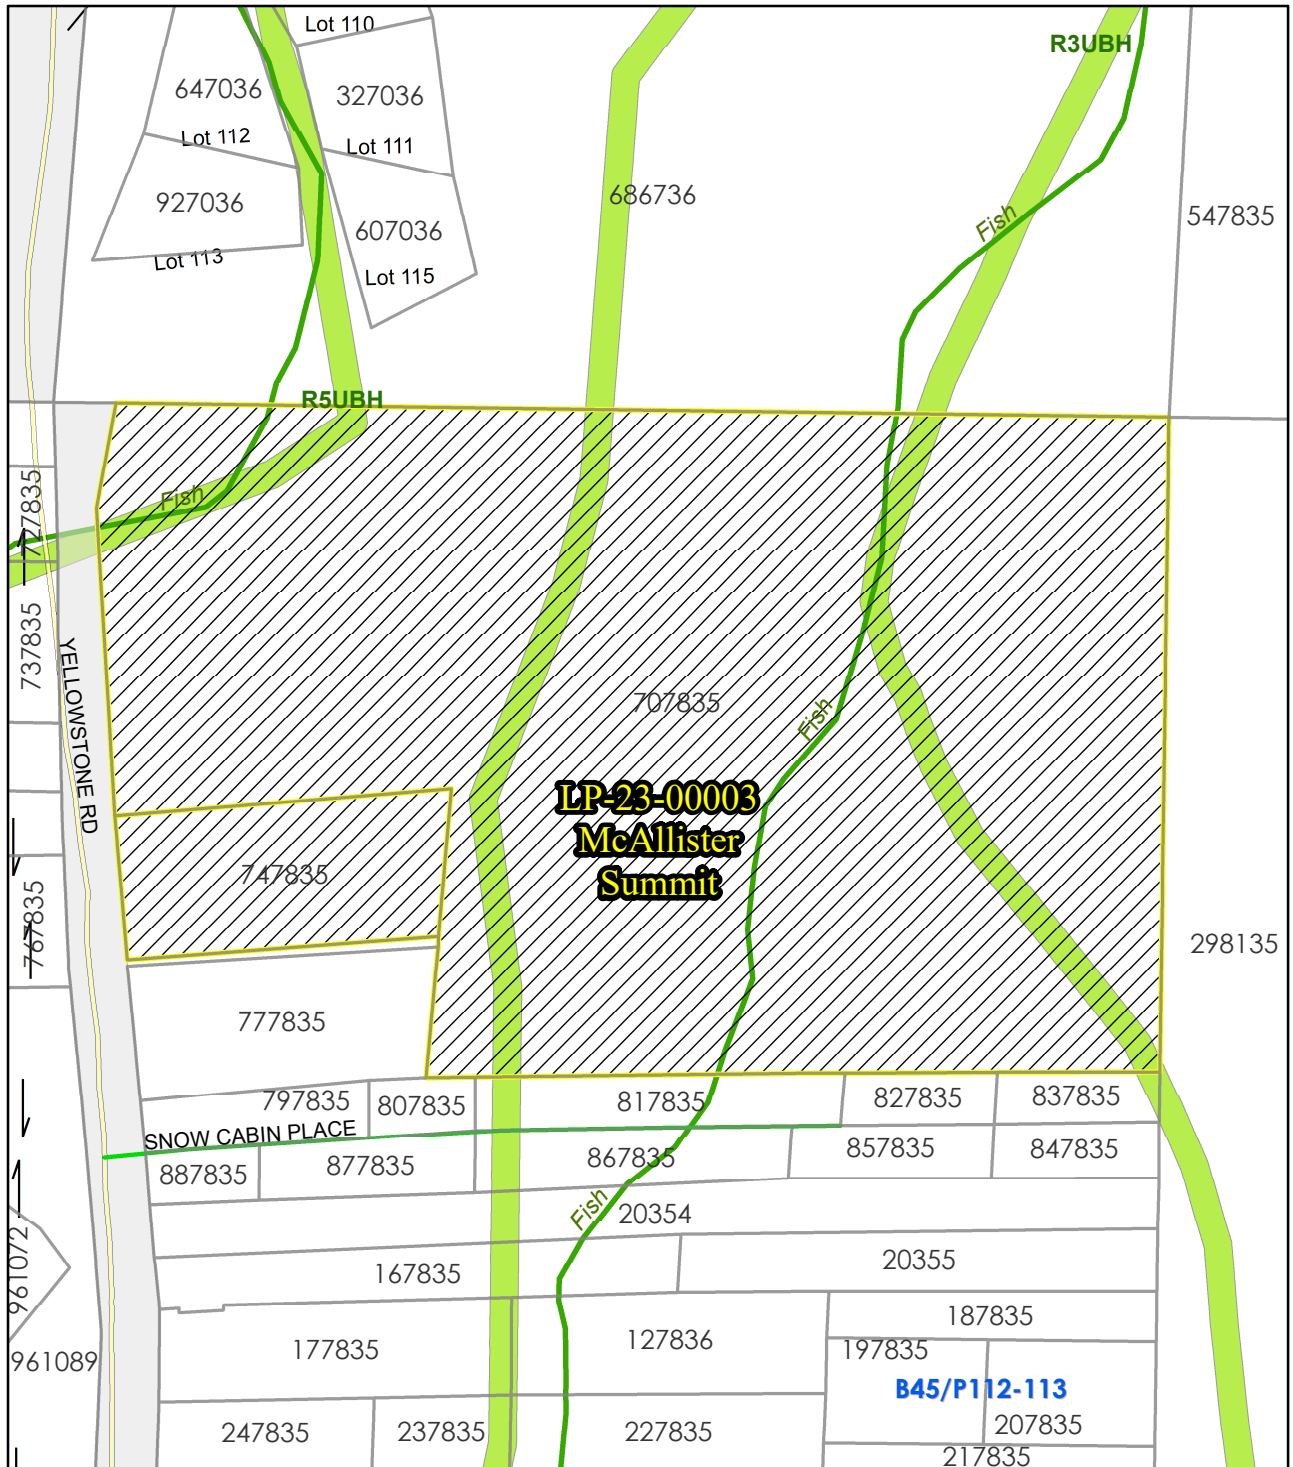 Lot 110
R3UBH
647036
327036
Lot 112
Lot 111
686736
927036
547835
Fish
607036
Lot 113
Lot 115
R5UBH
727835
Fish
737835
YELLOWSTONE RD
707835
Fish
LP-23-00003
McAllister
Summit
747835
767835
298135
777835
797835
807835
817835
827835
837835
SNOW CABIN PLACE
887835
877835
867835
857835
847835
Fish
20354
961072
167835
20355
187835
177835
127836
197835
961089
B45/P112-113
247835
237835
227835
207835
217835